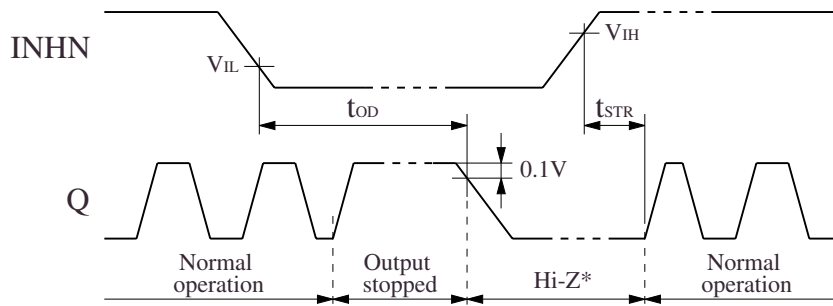 INHN
VIL
VIH
tOD
tSTR
0.1V
Q
Normal operation
Output stopped
Hi-Z*
Normal operation